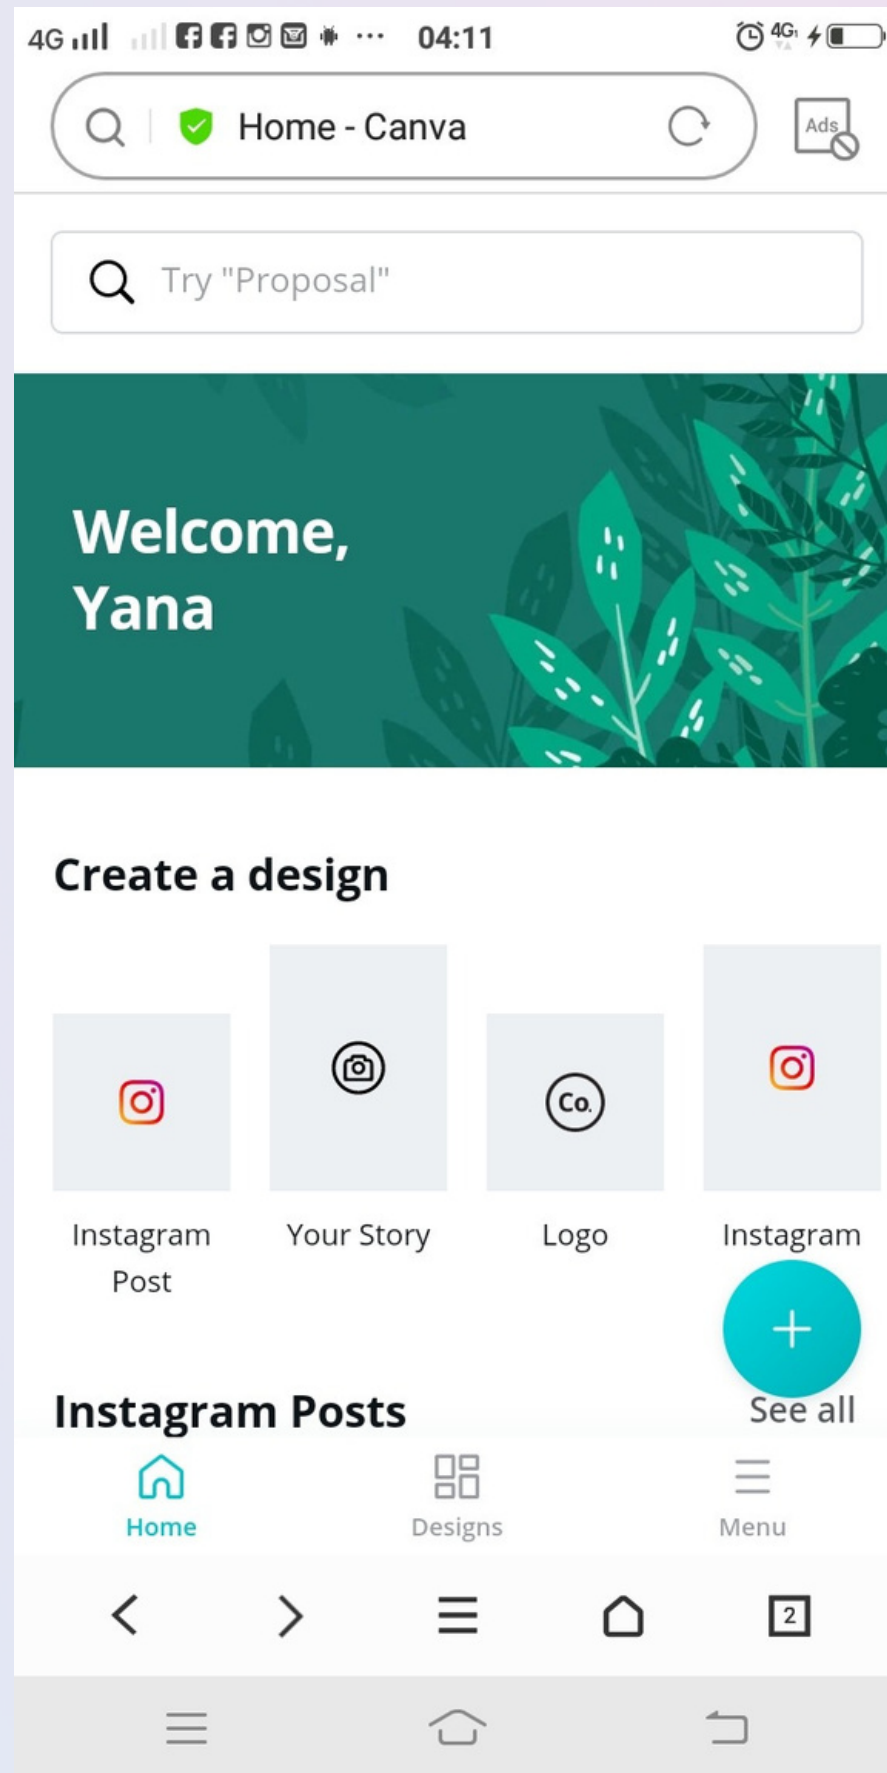 4G 04:11 4G
Home - Canva
Ads
Try "Proposal"
Welcome,
Yana
Create a design
Co.
Instagram
Post
Your Story
Logo
Instagram
Instagram Posts
See all
Home
Designs
Menu
2